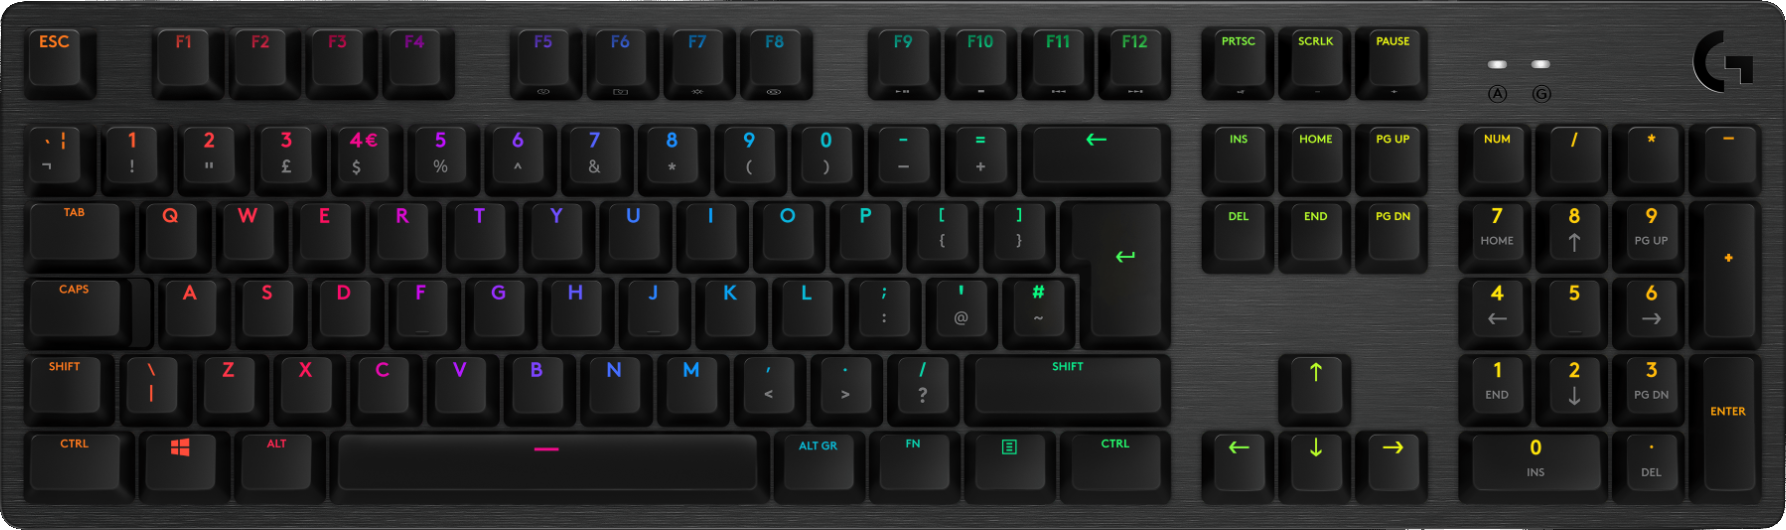 ESC F1 F2 F3 F4 F5 F6 F7 F8 F9 F10 F11 F12 PRTSC SCRLK PAUSE
A G
` ¦ 1 2 3 4 € 5 6 7 8 9 0 - = ← INS HOME PG UP NUM / * −
¬ ! " £ $ % ^ & * ( ) _ +
TAB Q W E R T Y U I O P [ ] ↵ DEL END PG DN 7 8 9 +
{ } HOME ↑ PG UP
CAPS A S D F G H J K L ; ' # 4 5 6
: @ ~ ← →
SHIFT \ Z X C V B N M , . / SHIFT ↑ 1 2 3 ENTER
| < > ? END ↓ PG DN
CTRL ALT ALT GR FN CTRL ← ↓ → 0 .
INS DEL